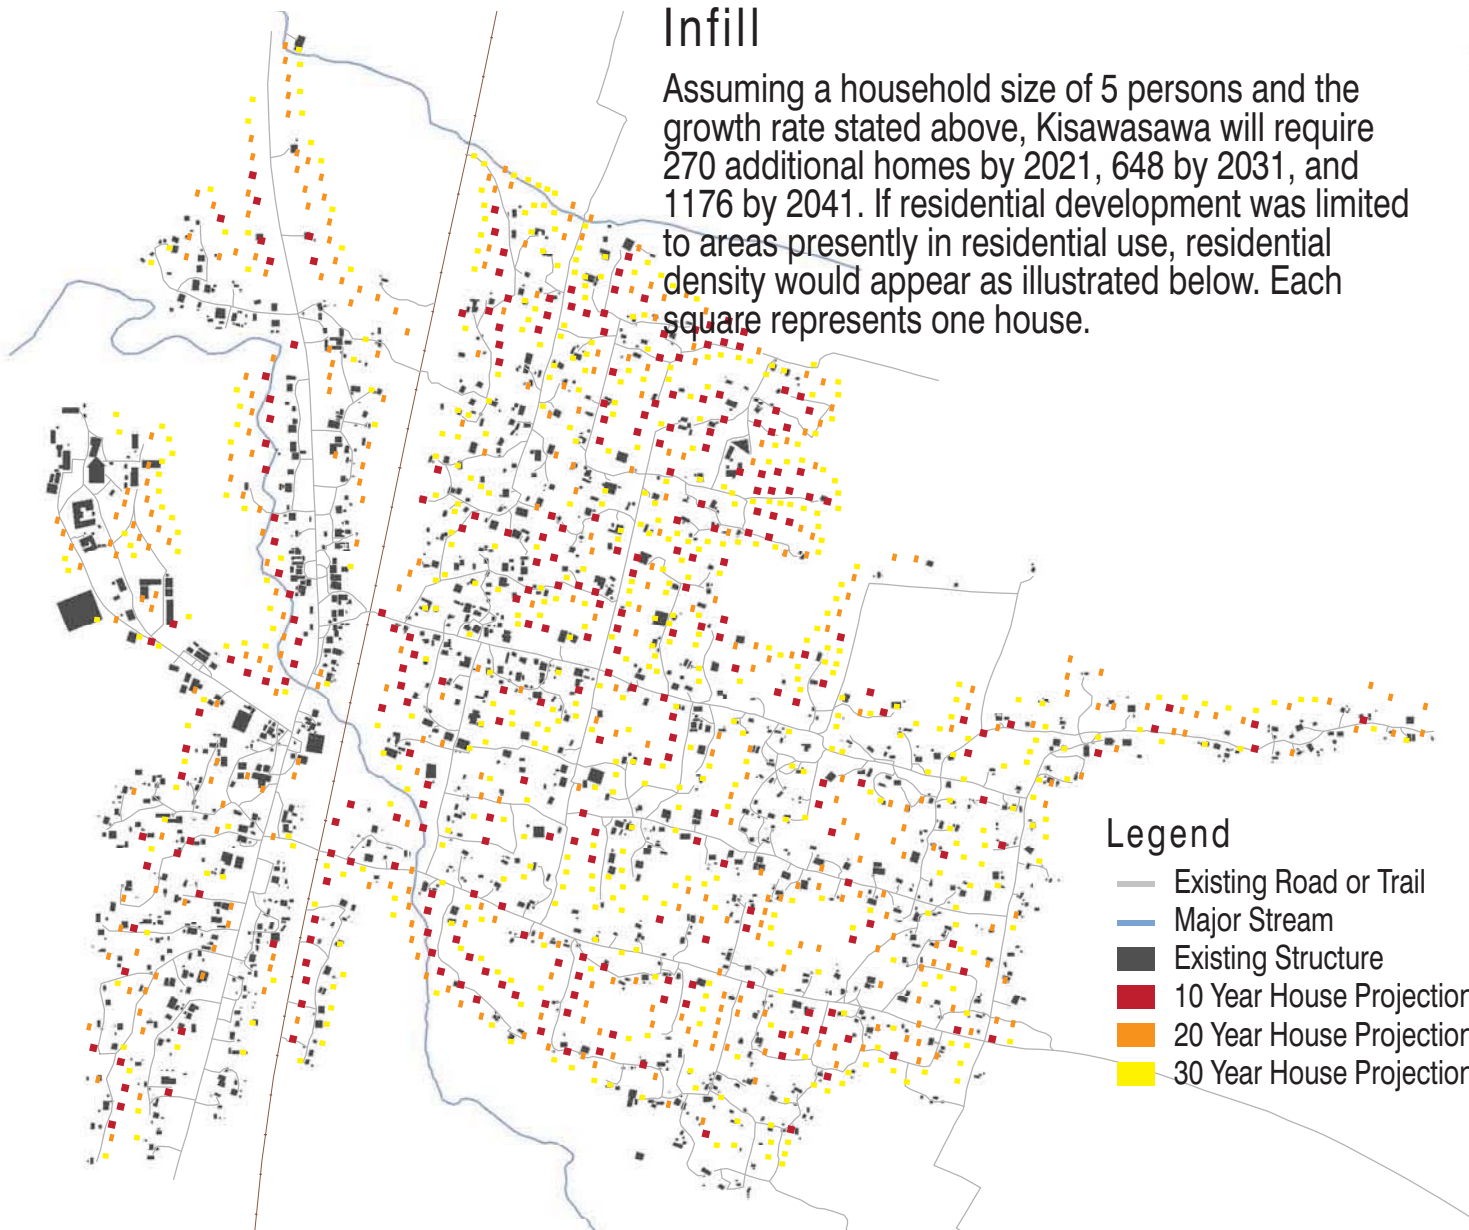 Infill
Assuming a household size of 5 persons and the
growth rate stated above, Kisawasawa will require
270 additional homes by 2021, 648 by 2031, and
1176 by 2041. If residential development was limited
to areas presently in residential use, residential
density would appear as illustrated below. Each
square represents one house.
Legend
Existing Road or Trail
Major Stream
Existing Structure
10 Year House Projection
20 Year House Projection
30 Year House Projection